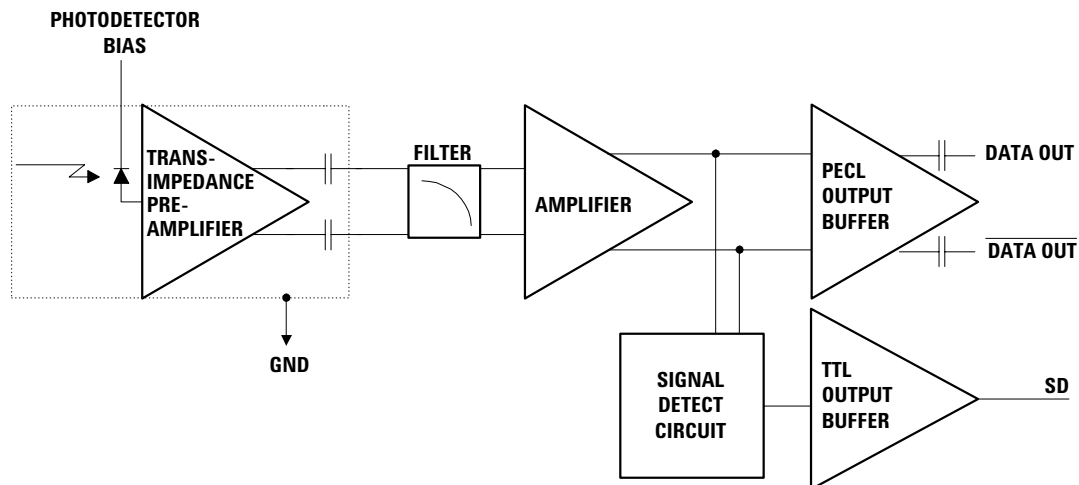 PHOTODETECTOR
BIAS
TRANS-
IMPEDANCE
PRE-
AMPLIFIER
FILTER
AMPLIFIER
PECL
OUTPUT
BUFFER
DATA OUT
DATA OUT
GND
SIGNAL
DETECT
CIRCUIT
TTL
OUTPUT
BUFFER
SD